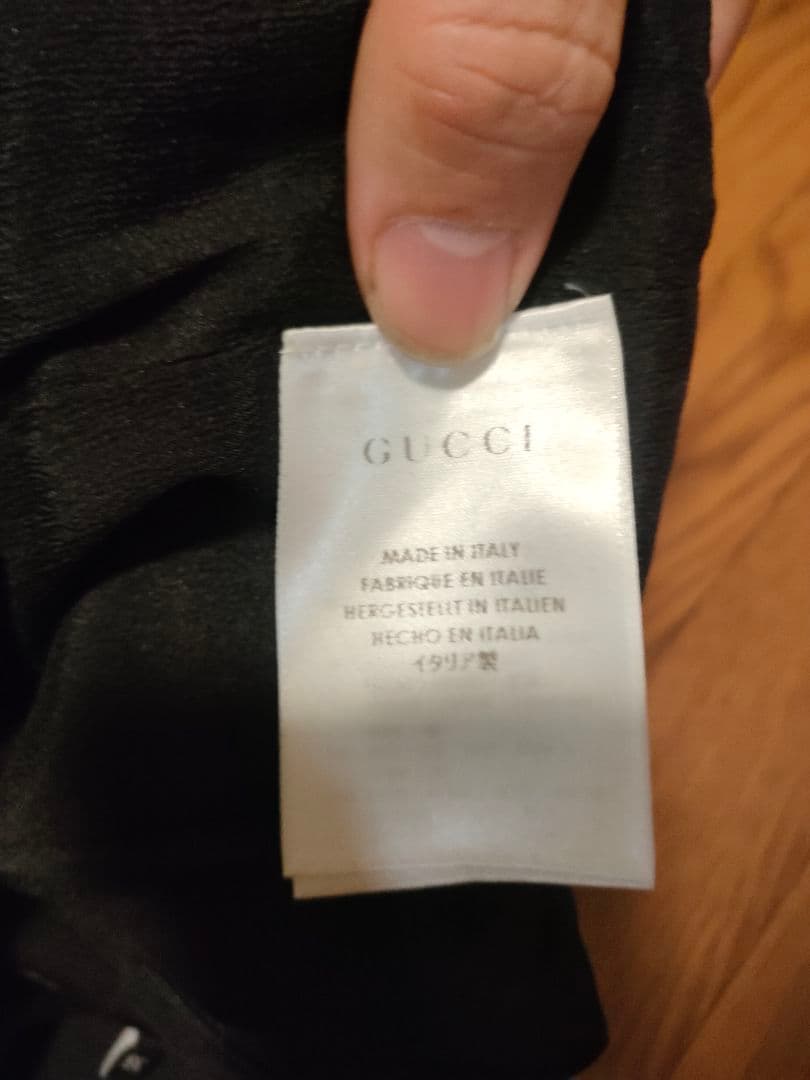 GUCCI
MADE IN ITALY
FABRIQUE EN ITALIE
HERGESTELLT IN ITALIEN
HECHO EN ITALIA
イタリア製